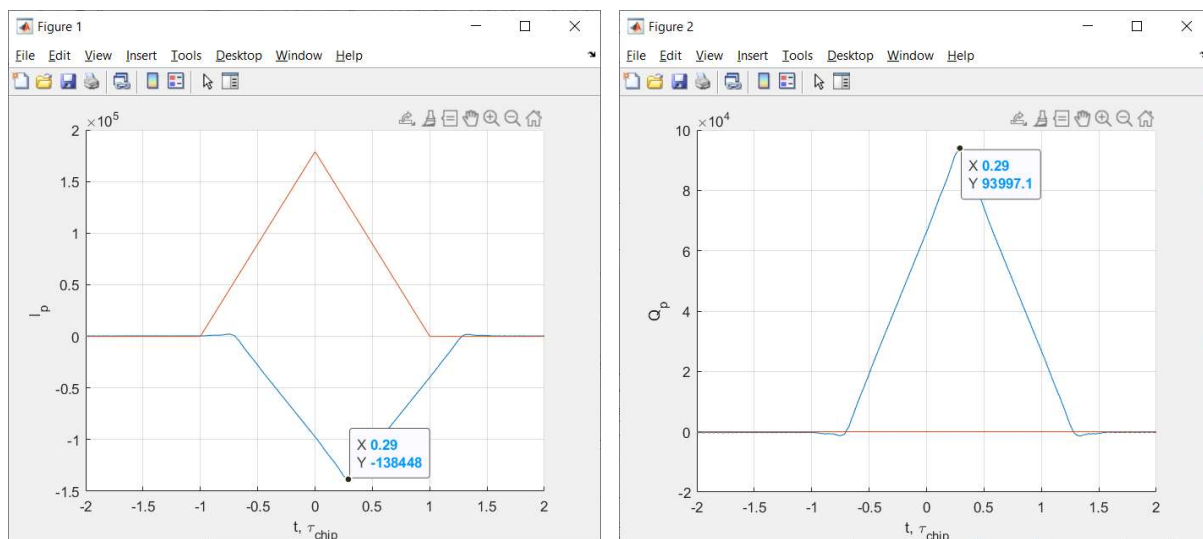 Figure 1
File Edit View Insert Tools Desktop Window Help
×10⁵
2
1.5
1
0.5
0
-0.5
-1
-1.5
I_p
X 0.29
Y -138448
-2 -1.5 -1 -0.5 0 0.5 1 1.5 2
t, τ_chip
Figure 2
File Edit View Insert Tools Desktop Window Help
×10⁴
10
8
6
4
2
0
-2
Q_p
X 0.29
Y 93997.1
-2 -1.5 -1 -0.5 0 0.5 1 1.5 2
t, τ_chip